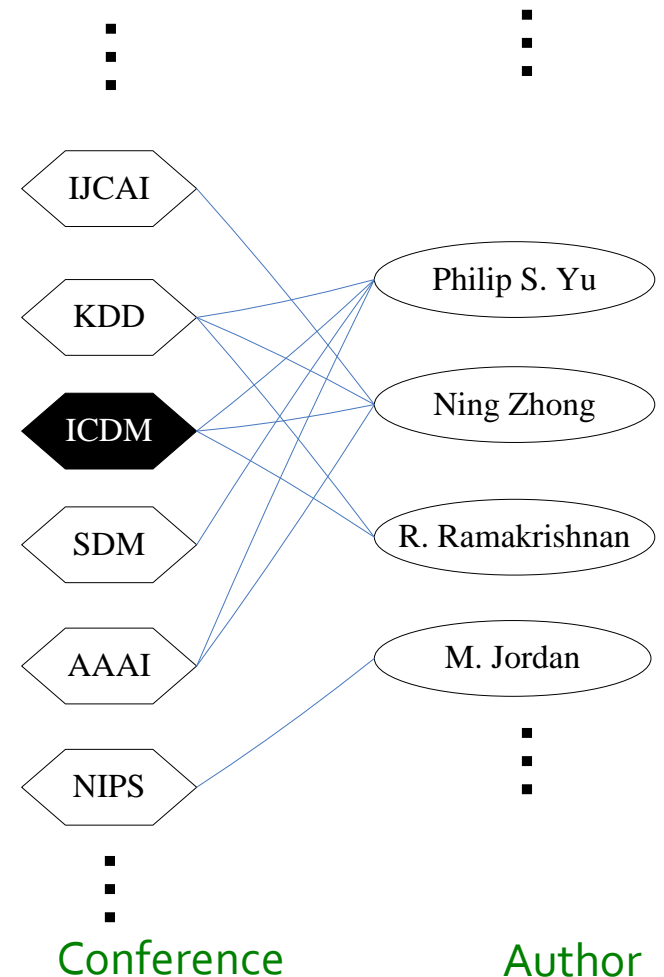 IJCAI
KDD
ICDM
SDM
AAAI
NIPS
Philip S. Yu
Ning Zhong
R. Ramakrishnan
M. Jordan
Conference
Author